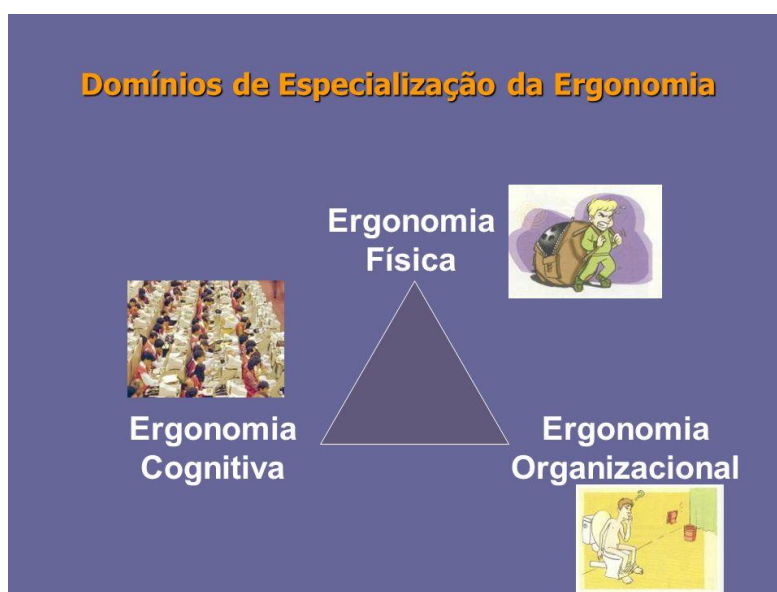 Domínios de Especialização da Ergonomia
Ergonomia
Física
Ergonomia
Cognitiva
Ergonomia
Organizacional